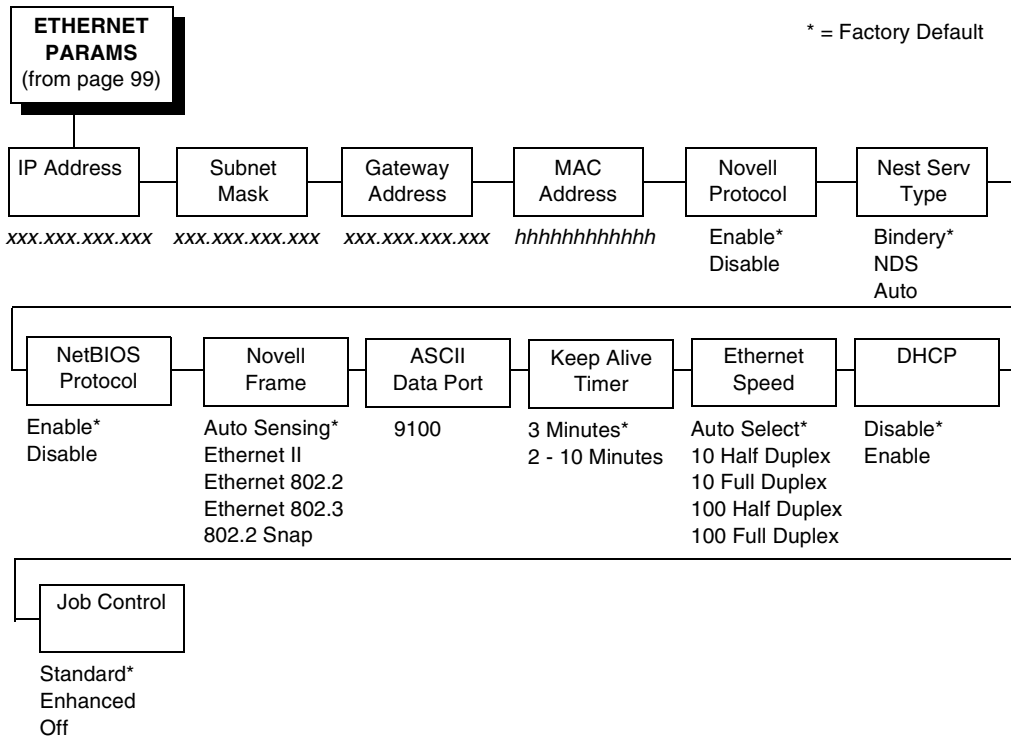 ETHERNET
PARAMS
(from page 99)
* = Factory Default
IP Address
xxx.xxx.xxx.xxx
Subnet
Mask
xxx.xxx.xxx.xxx
Gateway
Address
xxx.xxx.xxx.xxx
MAC
Address
hhhhhhhhhhhh
Novell
Protocol
Enable*
Disable
Nest Serv
Type
Bindery*
NDS
Auto
NetBIOS
Protocol
Enable*
Disable
Novell
Frame
Auto Sensing*
Ethernet II
Ethernet 802.2
Ethernet 802.3
802.2 Snap
ASCII
Data Port
9100
Keep Alive
Timer
3 Minutes*
2 - 10 Minutes
Ethernet
Speed
Auto Select*
10 Half Duplex
10 Full Duplex
100 Half Duplex
100 Full Duplex
DHCP
Disable*
Enable
Job Control
Standard*
Enhanced
Off